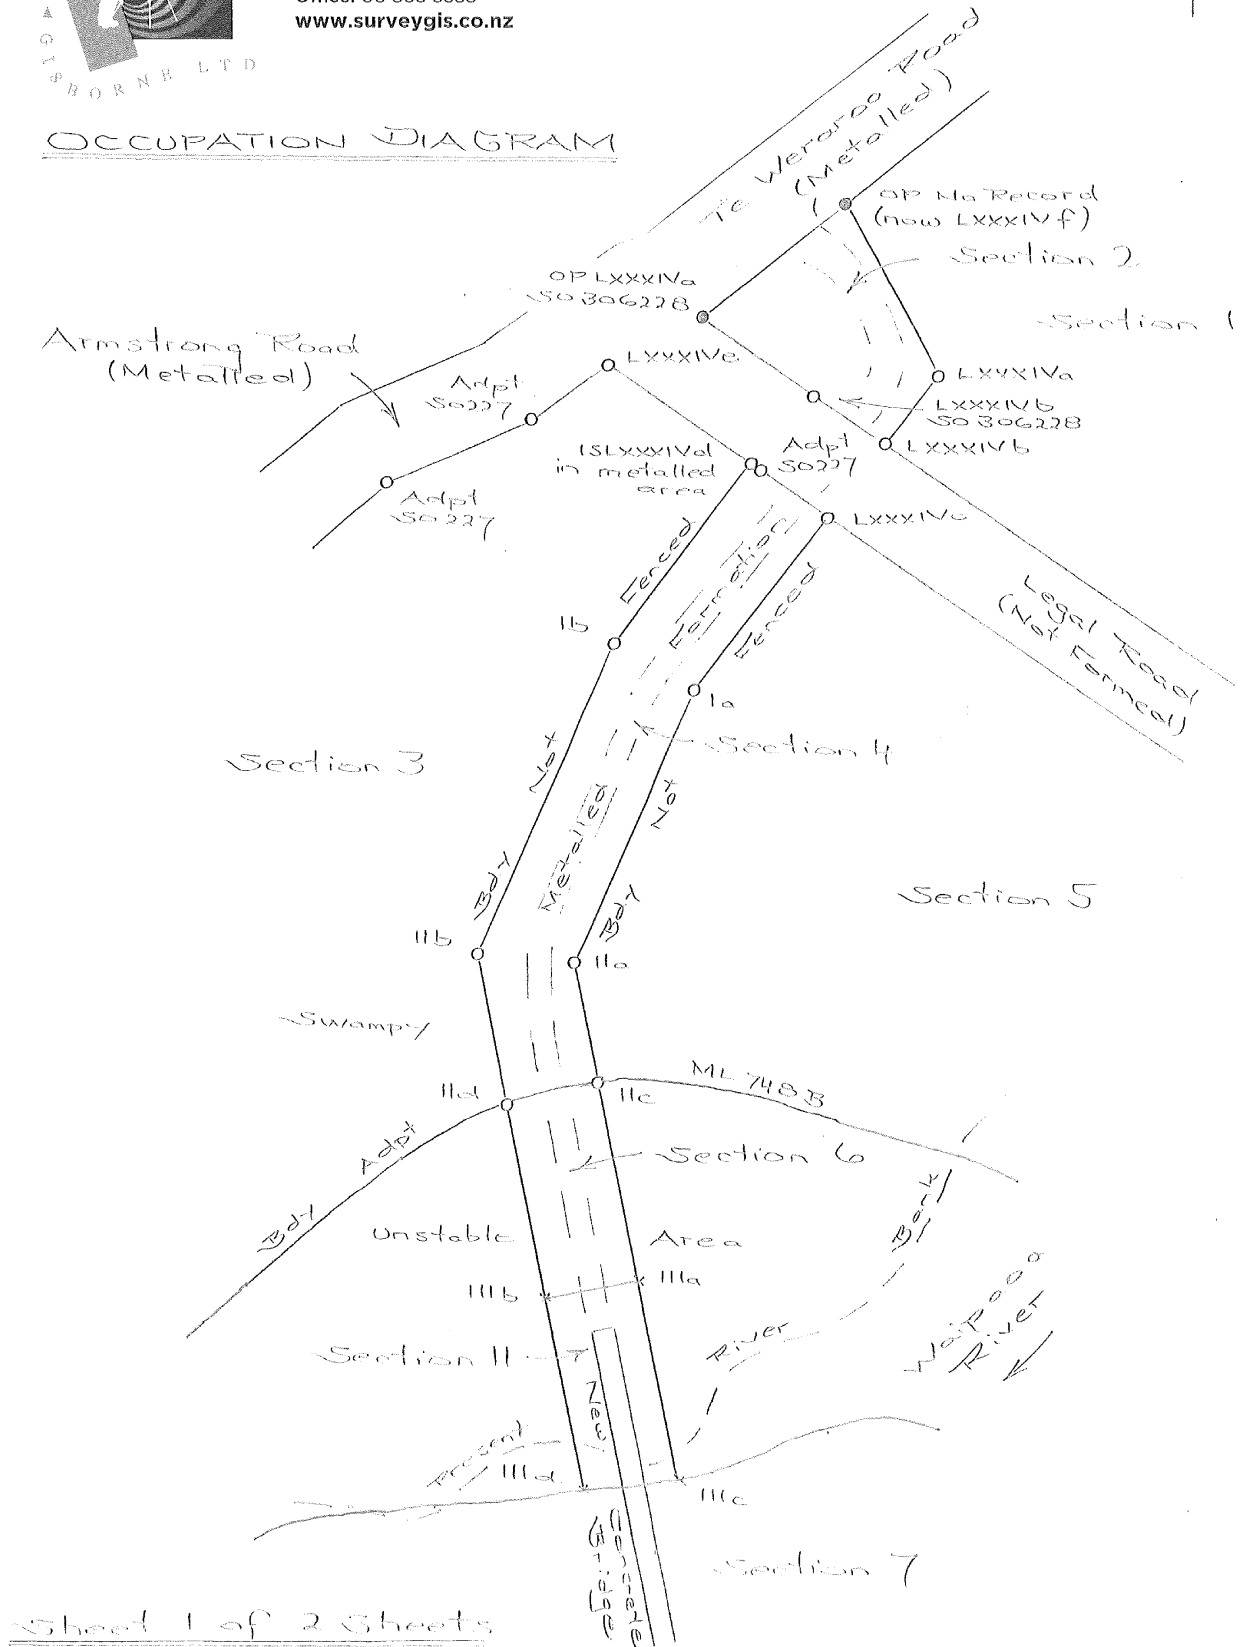 www.surveygis.co.nz
GISBORNE LTD
OCCUPATION DIAGRAM
To Weraroa Road
(Metalled)
OP No Record
(now LXXXIVf)
Section 2
OP LXXXIVa
SO 306228
Section 1
Armstrong Road
(Metalled)
LXXXIVe
Adpt
SO227
LXXXIVa
LXXXIVb
SO 306228
LXXXIVb
ISLXXXIVd
in metalled
area
Adpt
SO227
Adpt
SO227
LXXXIVc
Fenced
Formation
Fenced
Legal Road
(Not Formed)
Ib
Ia
Section 4
Section 3
Not
Not
Metalled
Bdy
Bdy
Section 5
IIb
IIa
Swampy
ML 748B
IId
IIc
Adpt
Bdy
Section 6
Unstable
Area
Bank
IIIb
IIIa
River
Waipaoa
River
Section 11
New
Present
IIId
IIIc
Concrete
Bridge
Section 7
Sheet 1 of 2 Sheets